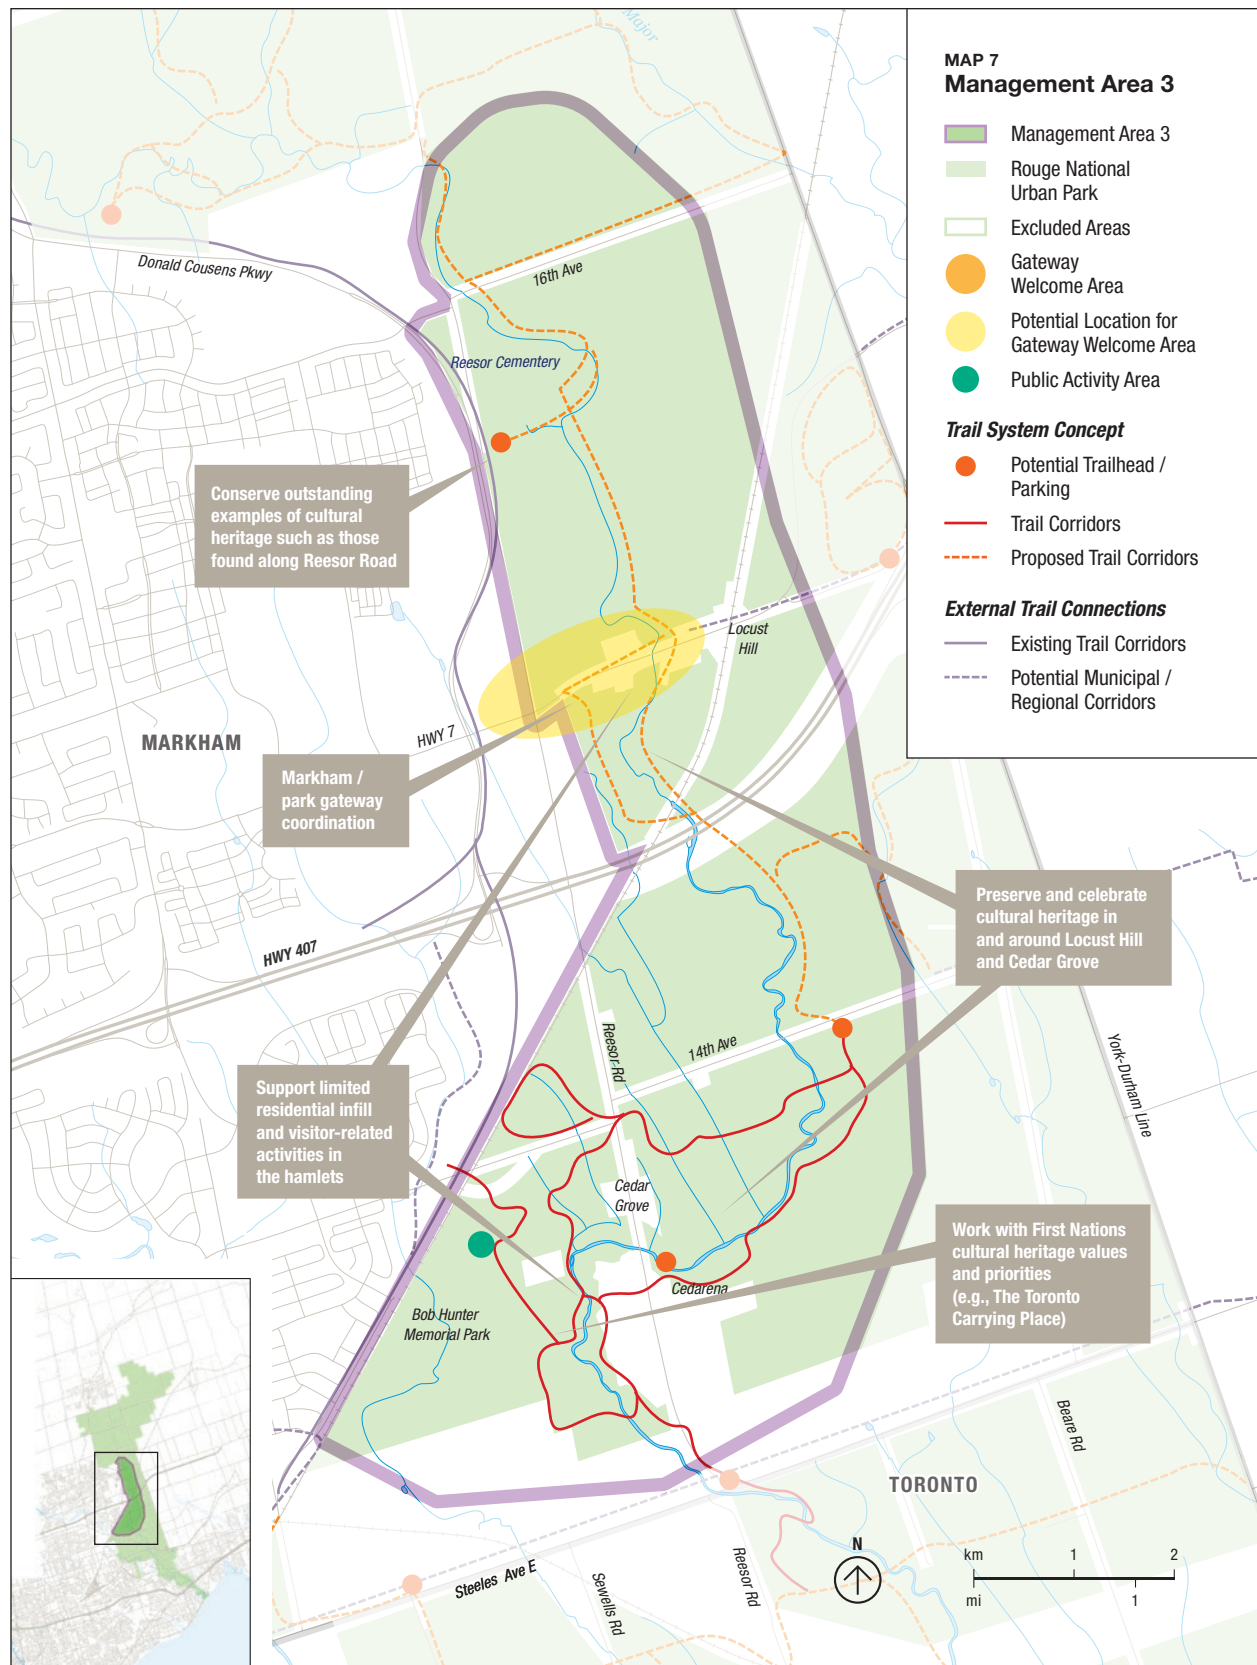 Major
MAP 7
Management Area 3
Management Area 3
Rouge National
Urban Park
Excluded Areas
Gateway
Welcome Area
Potential Location for
Gateway Welcome Area
Public Activity Area
Trail System Concept
Potential Trailhead /
Parking
Trail Corridors
Proposed Trail Corridors
External Trail Connections
Existing Trail Corridors
Potential Municipal /
Regional Corridors
Donald Cousens Pkwy
16th Ave
Reesor Cementery
Conserve outstanding
examples of cultural
heritage such as those
found along Reesor Road
Locust
Hill
MARKHAM
HWY 7
Markham /
park gateway
coordination
HWY 407
Preserve and celebrate
cultural heritage in
and around Locust Hill
and Cedar Grove
Reesor Rd
14th Ave
York-Durham Line
Support limited
residential infill
and visitor-related
activities in
the hamlets
Cedar
Grove
Work with First Nations
cultural heritage values
and priorities
(e.g., The Toronto
Carrying Place)
Cedarena
Bob Hunter
Memorial Park
Beare Rd
TORONTO
Steeles Ave E
Sewells Rd
Reesor Rd
N
km
1
2
mi
1